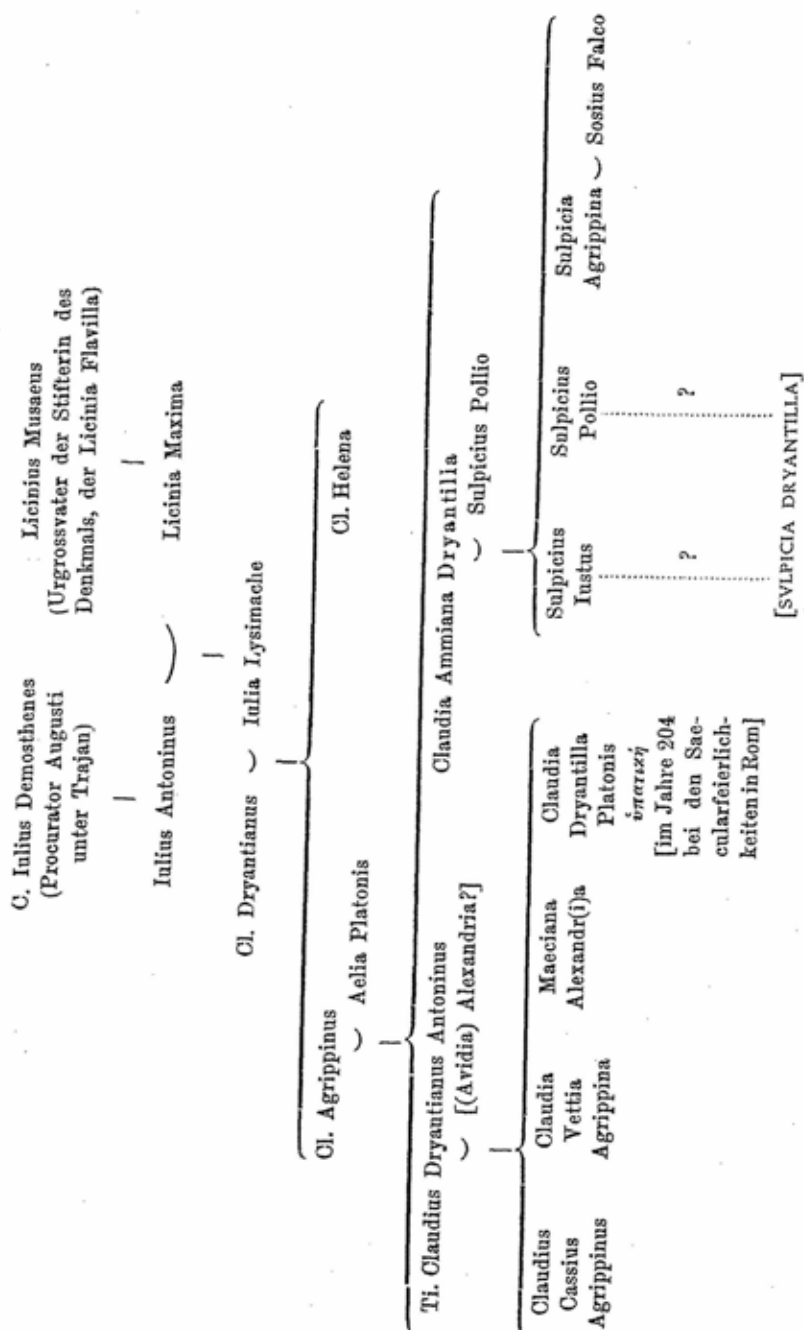 C. Iulius Demosthenes
(Procurator Augusti
unter Trajan)
Licinius Musaeus
(Urgrossvater der Stifterin des
Denkmals, der Licinia Flavilla)
Iulius Antoninus
Licinia Maxima
Cl. Dryantianus ⏝ Iulia Lysimache
Cl. Agrippinus
⏝ Aelia Platonis
Cl. Helena
Ti. Claudius Dryantianus Antoninus
⏝ [(Avidia) Alexandria?]
Claudia Ammiana Dryantilla
⏝ Sulpicius Pollio
Claudius
Cassius
Agrippinus
Claudia
Vettia
Agrippina
Maeciana
Alexandr(i)a
Claudia
Dryantilla
Platonis
ὑπατική
[im Jahre 204
bei den Sae-
cularfeierlich-
keiten in Rom]
Sulpicius
Iustus
Sulpicius
Pollio
Sulpicia
Agrippina ⏝ Sosius Falco
?
?
[SVLPICIA DRYANTILLA]